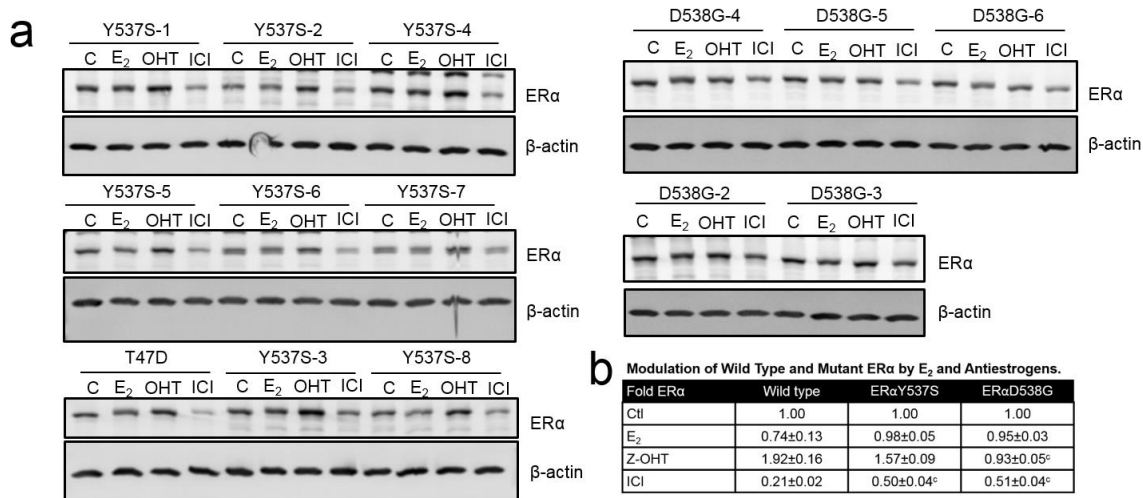 a
Y537S-1 Y537S-2 Y537S-4
C E₂ OHT ICI C E₂ OHT ICI C E₂ OHT ICI
ERα
β-actin
Y537S-5 Y537S-6 Y537S-7
C E₂ OHT ICI C E₂ OHT ICI C E₂ OHT ICI
ERα
β-actin
T47D Y537S-3 Y537S-8
C E₂ OHT ICI C E₂ OHT ICI C E₂ OHT ICI
ERα
β-actin
D538G-4 D538G-5 D538G-6
C E₂ OHT ICI C E₂ OHT ICI C E₂ OHT ICI
ERα
β-actin
D538G-2 D538G-3
C E₂ OHT ICI C E₂ OHT ICI
ERα
β-actin
b Modulation of Wild Type and Mutant ERα by E₂ and Antiestrogens.
Fold ERα Wild type ERαY537S ERαD538G
Ctl 1.00 1.00 1.00
E₂ 0.74±0.13 0.98±0.05 0.95±0.03
Z-OHT 1.92±0.16 1.57±0.09 0.93±0.05ᶜ
ICI 0.21±0.02 0.50±0.04ᶜ 0.51±0.04ᶜ